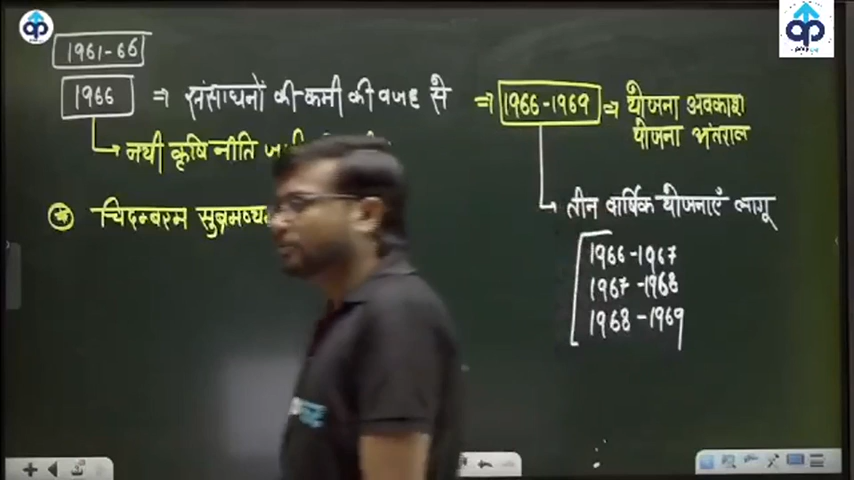 1961-66
1966 ⇒ संसाधनों की कमी की वजह से ⇒ 1966-1969 ⇒ योजना अवकाश
योजना अंतराल
नयी कृषि नीति
चिदम्बरम सुब्रमण्यम
तीन वार्षिक योजनाएं लागू
1966-1967
1967-1968
1968-1969